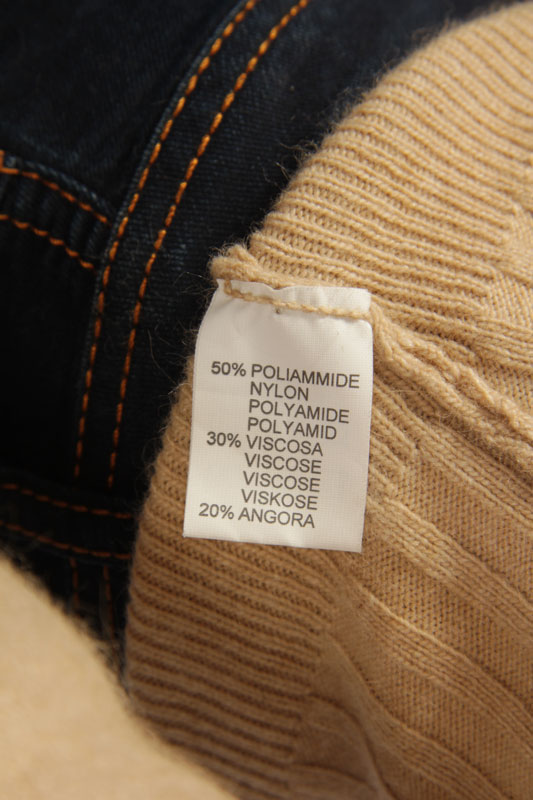 50% POLIAMMIDE
NYLON
POLYAMIDE
POLYAMID
30% VISCOSA
VISCOSE
VISCOSE
VISKOSE
20% ANGORA